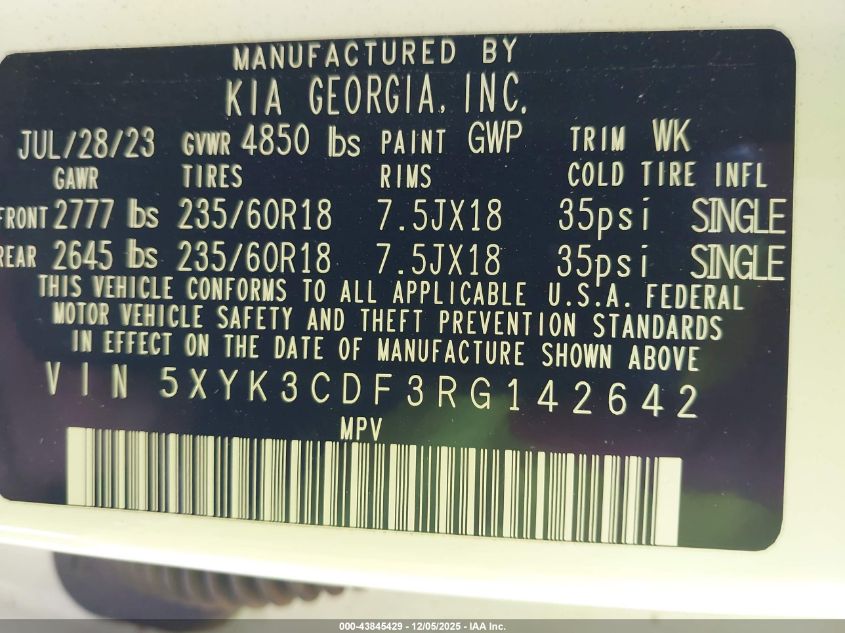 MANUFACTURED BY
KIA GEORGIA, INC.
JUL/28/23 GVWR 4850 lbs PAINT GWP TRIM WK
GAWR TIRES RIMS COLD TIRE INFL
FRONT 2777 lbs 235/60R18 7.5JX18 35psi SINGLE
REAR 2645 lbs 235/60R18 7.5JX18 35psi SINGLE
THIS VEHICLE CONFORMS TO ALL APPLICABLE U.S.A. FEDERAL
MOTOR VEHICLE SAFETY AND THEFT PREVENTION STANDARDS
IN EFFECT ON THE DATE OF MANUFACTURE SHOWN ABOVE
VIN 5XYK3CDF3RG142642
MPV
000-43845429 - 12/05/2025 - IAA Inc.